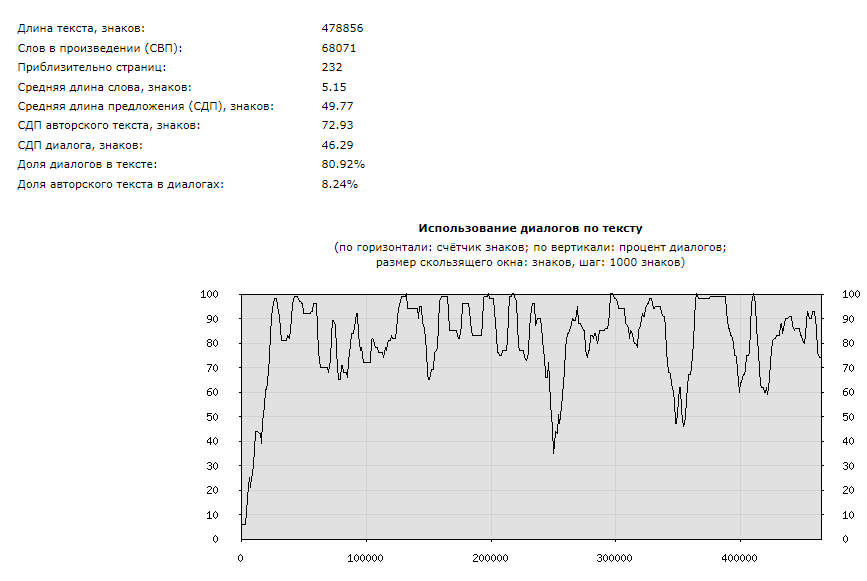 Длина текста, знаков: 478856
Слов в произведении (СВП): 68071
Приблизительно страниц: 232
Средняя длина слова, знаков: 5.15
Средняя длина предложения (СДП), знаков: 49.77
СДП авторского текста, знаков: 72.93
СДП диалога, знаков: 46.29
Доля диалогов в тексте: 80.92%
Доля авторского текста в диалогах: 8.24%
Использование диалогов по тексту
(по горизонтали: счётчик знаков; по вертикали: процент диалогов;
размер скользящего окна: знаков, шаг: 1000 знаков)
100 100
90 90
80 80
70 70
60 60
50 50
40 40
30 30
20 20
10 10
0 0
0 100000 200000 300000 400000